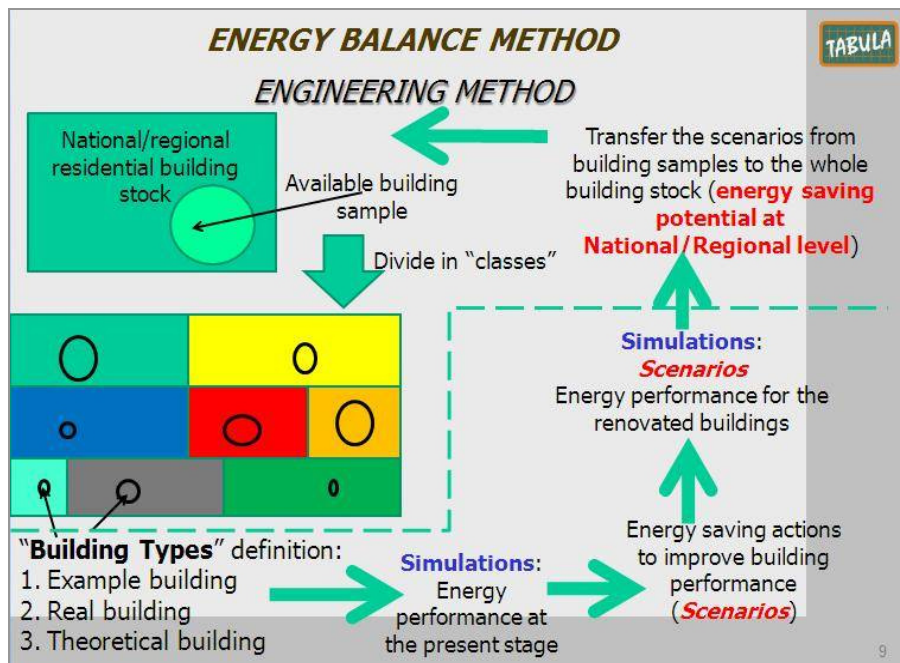 ENERGY BALANCE METHOD
TABULA
ENGINEERING METHOD
National/regional
residential building
stock
Available building
sample
Divide in “classes”
Transfer the scenarios from
building samples to the whole
building stock (energy saving
potential at
National/Regional level)
Simulations:
Scenarios
Energy performance for the
renovated buildings
“Building Types” definition:
1. Example building
2. Real building
3. Theoretical building
Simulations:
Energy
performance at
the present stage
Energy saving actions
to improve building
performance
(Scenarios)
9